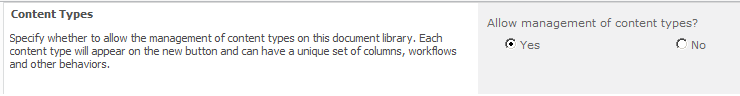 Content Types
Specify whether to allow the management of content types on this document library. Each
content type will appear on the new button and can have a unique set of columns, workflows
and other behaviors.
Allow management of content types?
Yes No